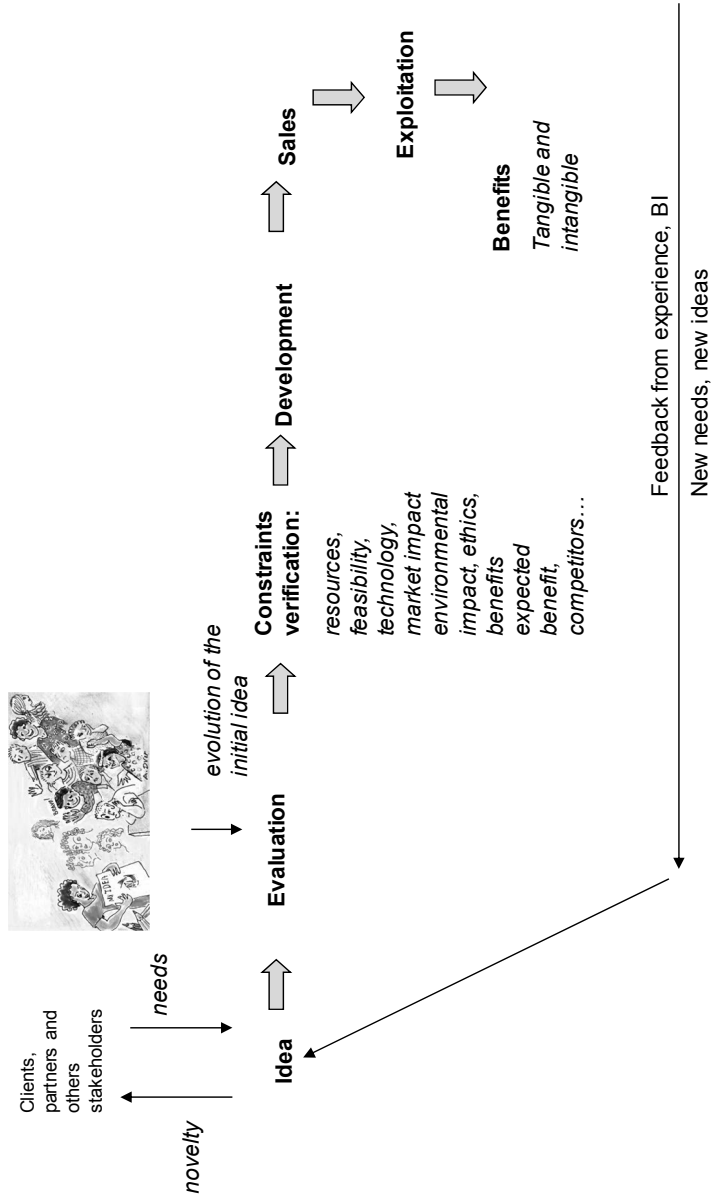 Clients,
partners and
others
stakeholders
novelty
needs
Idea
Evaluation
evolution of the
initial idea
Constraints
verification:
resources,
feasibility,
technology,
market impact
environmental
impact, ethics,
benefits
expected
benefit,
competitors…
Development
Sales
Exploitation
Benefits
Tangible and
intangible
Feedback from experience, BI
New needs, new ideas